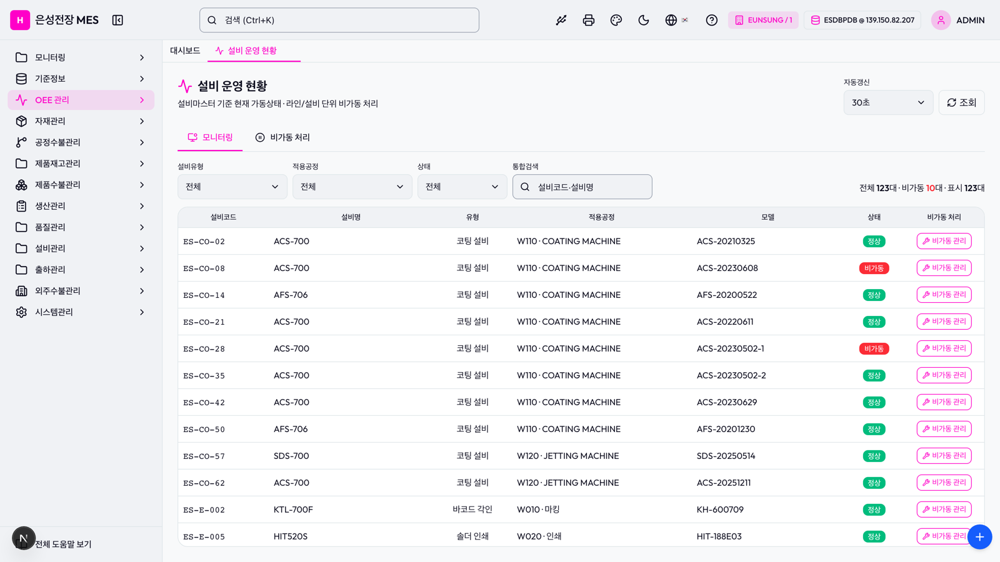 H 은성전장 MES 검색 (Ctrl+K) EUNSUNG / 1 ESDBPDB @ 139.150.82.207 ADMIN
모니터링
기준정보
OEE 관리
자재관리
공정수불관리
제품재고관리
제품수불관리
생산관리
품질관리
설비관리
출하관리
외주수불관리
시스템관리
N 전체 도움말 보기
대시보드 설비 운영 현황
설비 운영 현황
설비마스터 기준 현재 가동상태 · 라인/설비 단위 비가동 처리
자동갱신
30초 조회
모니터링 비가동 처리
설비유형 적용공정 상태 통합검색
전체 전체 전체 설비코드·설비명
전체 123대 · 비가동 10대 · 표시 123대
설비코드 설비명 유형 적용공정 모델 상태 비가동 처리
ES-CO-02 ACS-700 코팅 설비 W110 · COATING MACHINE ACS-20210325 정상 비가동 관리
ES-CO-08 ACS-700 코팅 설비 W110 · COATING MACHINE ACS-20230608 비가동 비가동 관리
ES-CO-14 AFS-706 코팅 설비 W110 · COATING MACHINE AFS-20200522 정상 비가동 관리
ES-CO-21 ACS-700 코팅 설비 W110 · COATING MACHINE ACS-20220611 정상 비가동 관리
ES-CO-28 ACS-700 코팅 설비 W110 · COATING MACHINE ACS-20230502-1 비가동 비가동 관리
ES-CO-35 ACS-700 코팅 설비 W110 · COATING MACHINE ACS-20230502-2 정상 비가동 관리
ES-CO-42 ACS-700 코팅 설비 W110 · COATING MACHINE ACS-20230629 정상 비가동 관리
ES-CO-50 AFS-706 코팅 설비 W110 · COATING MACHINE AFS-20201230 정상 비가동 관리
ES-CO-57 SDS-700 코팅 설비 W120 · JETTING MACHINE SDS-20250514 정상 비가동 관리
ES-CO-62 ACS-700 코팅 설비 W120 · JETTING MACHINE ACS-20251211 정상 비가동 관리
ES-E-002 KTL-700F 바코드 각인 W010 · 마킹 KH-600709 정상 비가동 관리
ES-E-005 HIT520S 솔더 인쇄 W020 · 인쇄 HIT-188E03 정상 비가동 관리